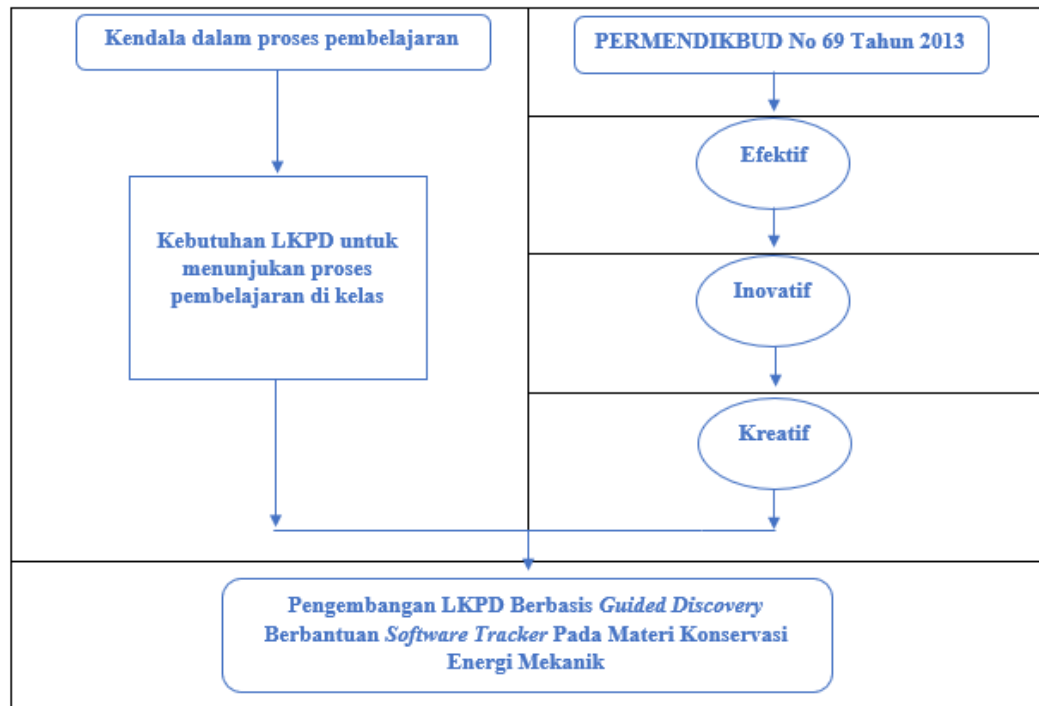 Kendala dalam proses pembelajaran
PERMENDIKBUD No 69 Tahun 2013
Efektif
Kebutuhan LKPD untuk
menunjukan proses
pembelajaran di kelas
Inovatif
Kreatif
Pengembangan LKPD Berbasis Guided Discovery
Berbantuan Software Tracker Pada Materi Konservasi
Energi Mekanik